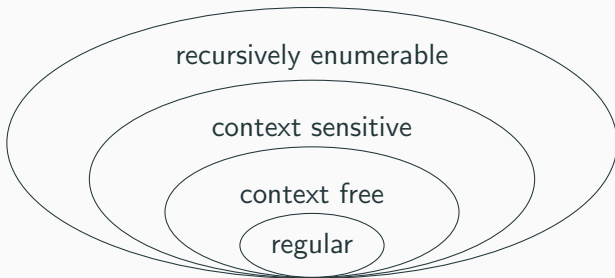 recursively enumerable
context sensitive
context free
regular